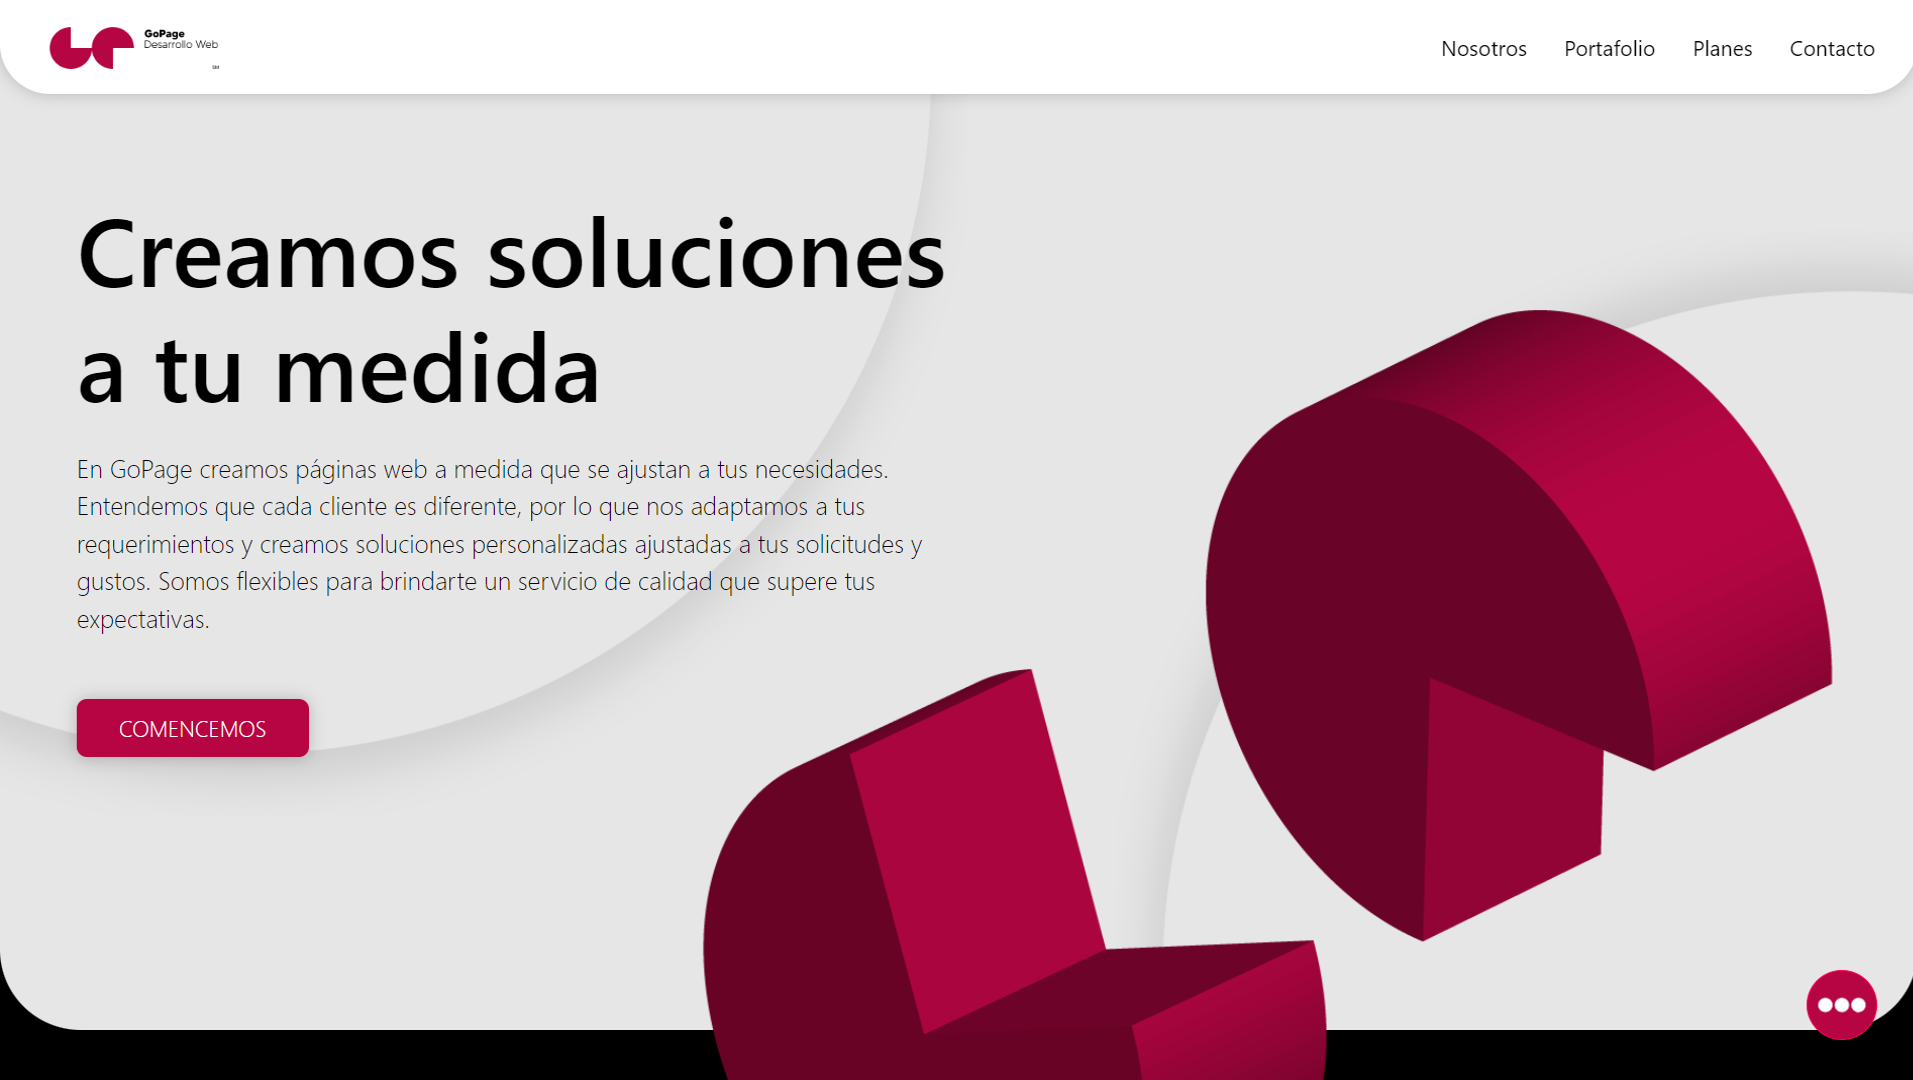 GoPage
Desarrollo Web
Nosotros
Portafolio
Planes
Contacto
Creamos soluciones
a tu medida
En GoPage creamos páginas web a medida que se ajustan a tus necesidades.
Entendemos que cada cliente es diferente, por lo que nos adaptamos a tus
requerimientos y creamos soluciones personalizadas ajustadas a tus solicitudes y
gustos. Somos flexibles para brindarte un servicio de calidad que supere tus
expectativas.
COMENCEMOS